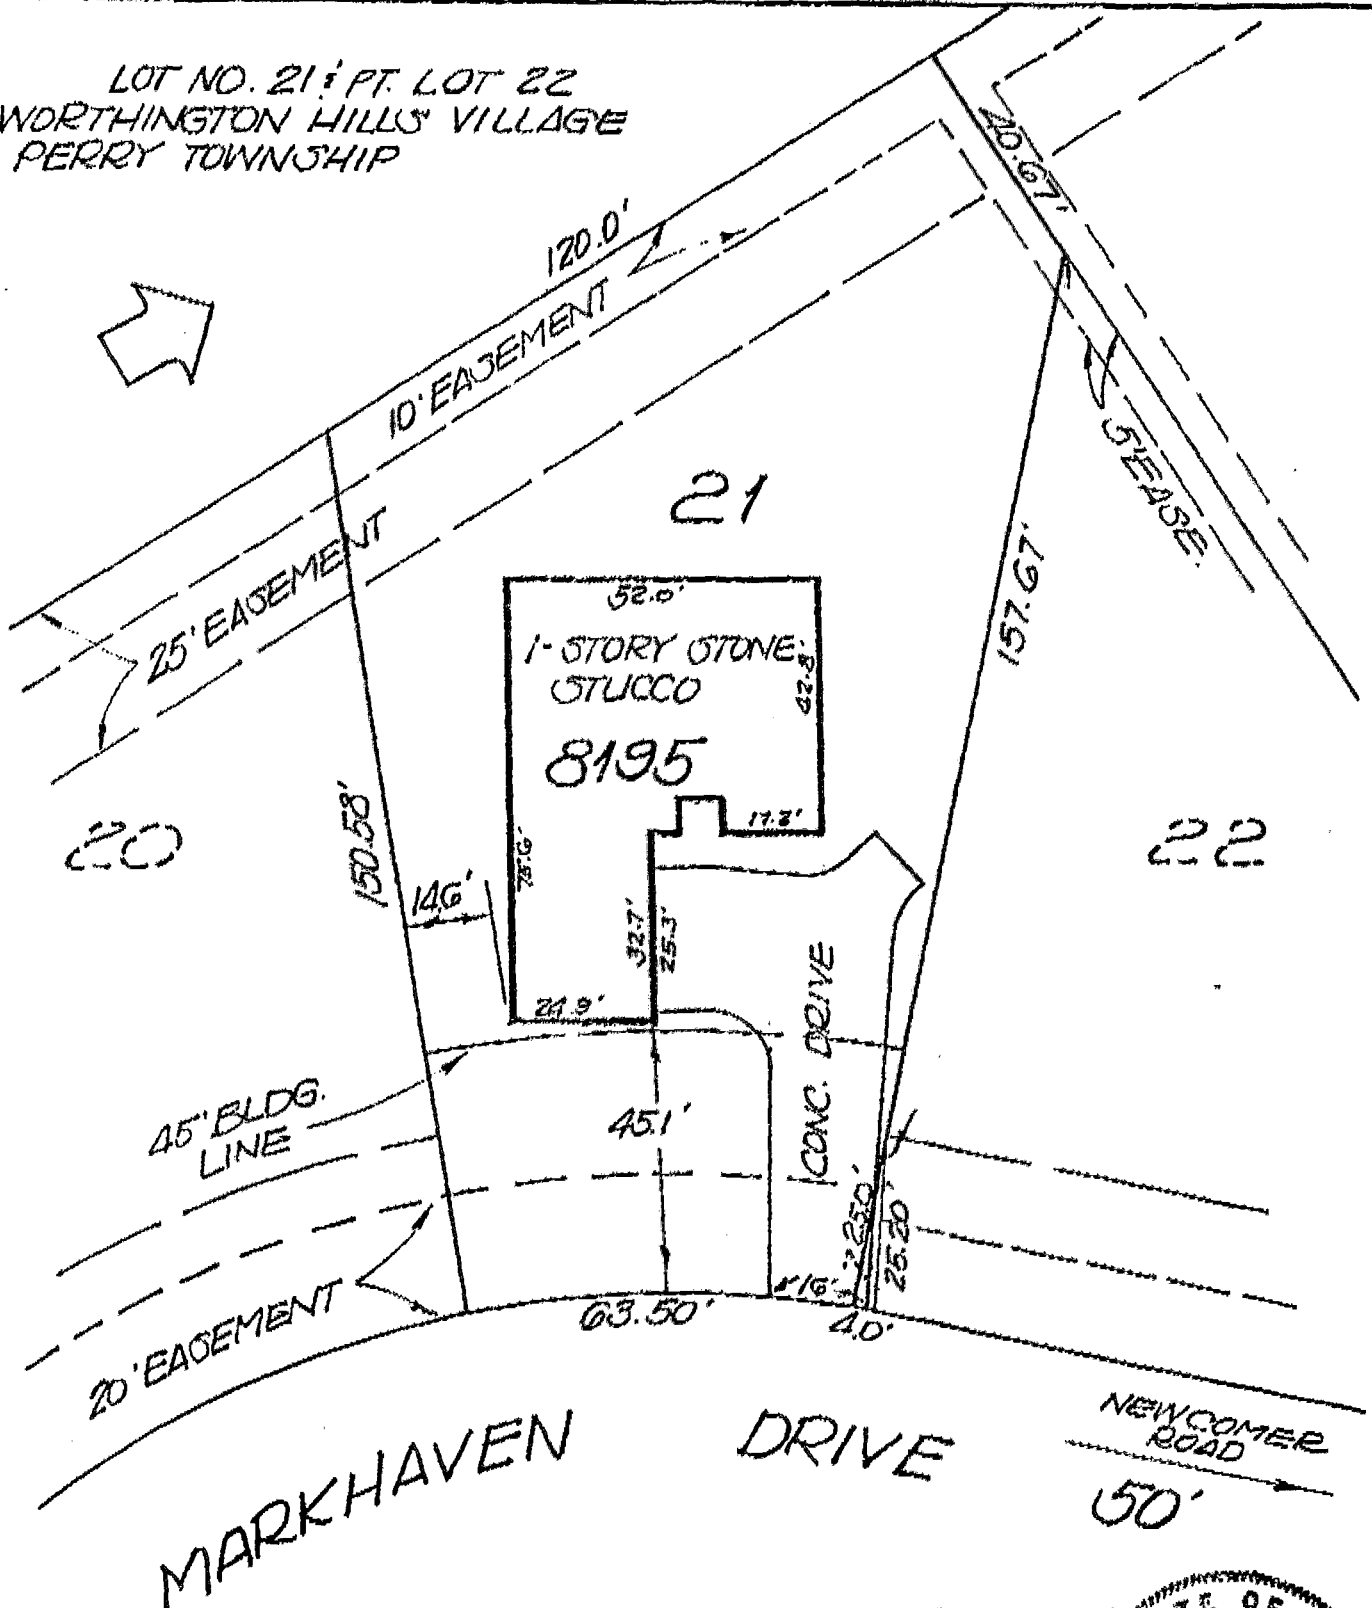 LOT NO. 21 & PT. LOT 22
WORTHINGTON HILLS VILLAGE
PERRY TOWNSHIP
40.67'
120.0'
10' EASEMENT
25' EASEMENT
5' EASE.
21
157.67'
52.0'
1-STORY STONE
STUCCO
42.8'
8195
17.2'
20
22
150.58'
75.6'
14.6'
32.7'
25.3'
24.9'
CONC. DRIVE
45' BLDG.
LINE
45.1'
25.0'
25.20'
16'
20' EASEMENT
63.50'
4.0'
MARKHAVEN DRIVE
NEWCOMER
ROAD
50'